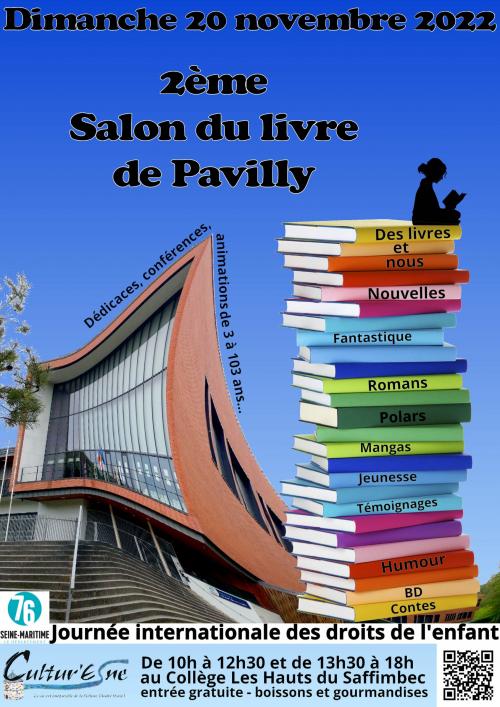 Dimanche 20 novembre 2022
2ème
Salon du livre
de Pavilly
Dédicaces, conférences,
animations de 3 à 103 ans...
Des livres
et
nous
Nouvelles
Fantastique
Romans
Polars
Mangas
Jeunesse
Témoignages
Humour
BD
Contes
76
SEINE-MARITIME
LE DÉPARTEMENT
Journée internationale des droits de l'enfant
Cultur'Esne
De 10h à 12h30 et de 13h30 à 18h
au Collège Les Hauts du Saffimbec
entrée gratuite - boissons et gourmandises